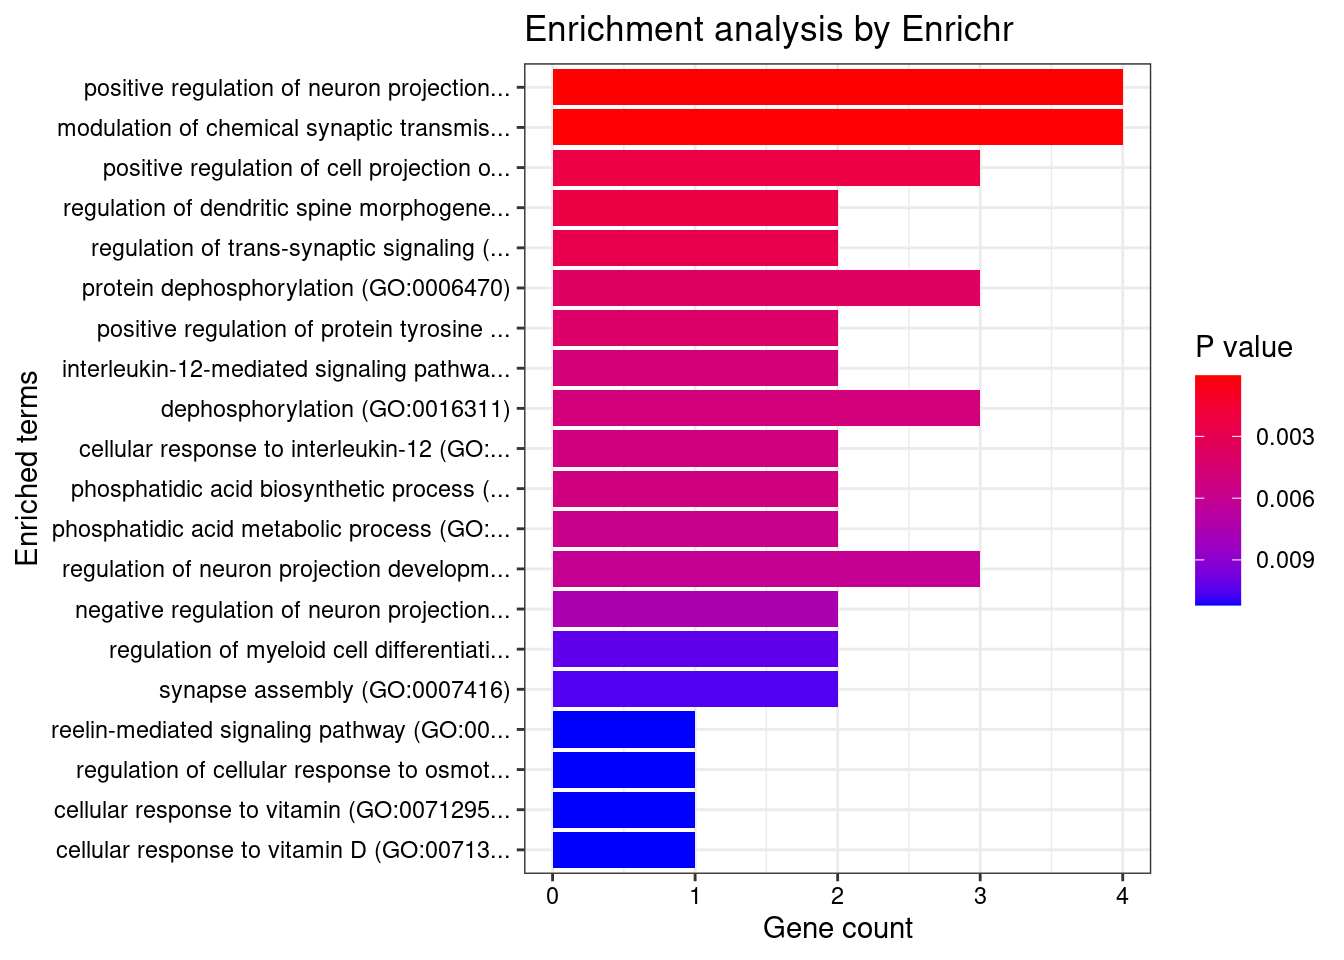 Enrichment analysis by Enrichr
positive regulation of neuron projection...
modulation of chemical synaptic transmis...
positive regulation of cell projection o...
regulation of dendritic spine morphogene...
regulation of trans-synaptic signaling (...
protein dephosphorylation (GO:0006470)
positive regulation of protein tyrosine ...
interleukin-12-mediated signaling pathwa...
dephosphorylation (GO:0016311)
cellular response to interleukin-12 (GO:...
phosphatidic acid biosynthetic process (...
phosphatidic acid metabolic process (GO:...
regulation of neuron projection developm...
negative regulation of neuron projection...
regulation of myeloid cell differentiati...
synapse assembly (GO:0007416)
reelin-mediated signaling pathway (GO:00...
regulation of cellular response to osmot...
cellular response to vitamin (GO:0071295...
cellular response to vitamin D (GO:00713...
Enriched terms
0 1 2 3 4
Gene count
P value
0.003
0.006
0.009